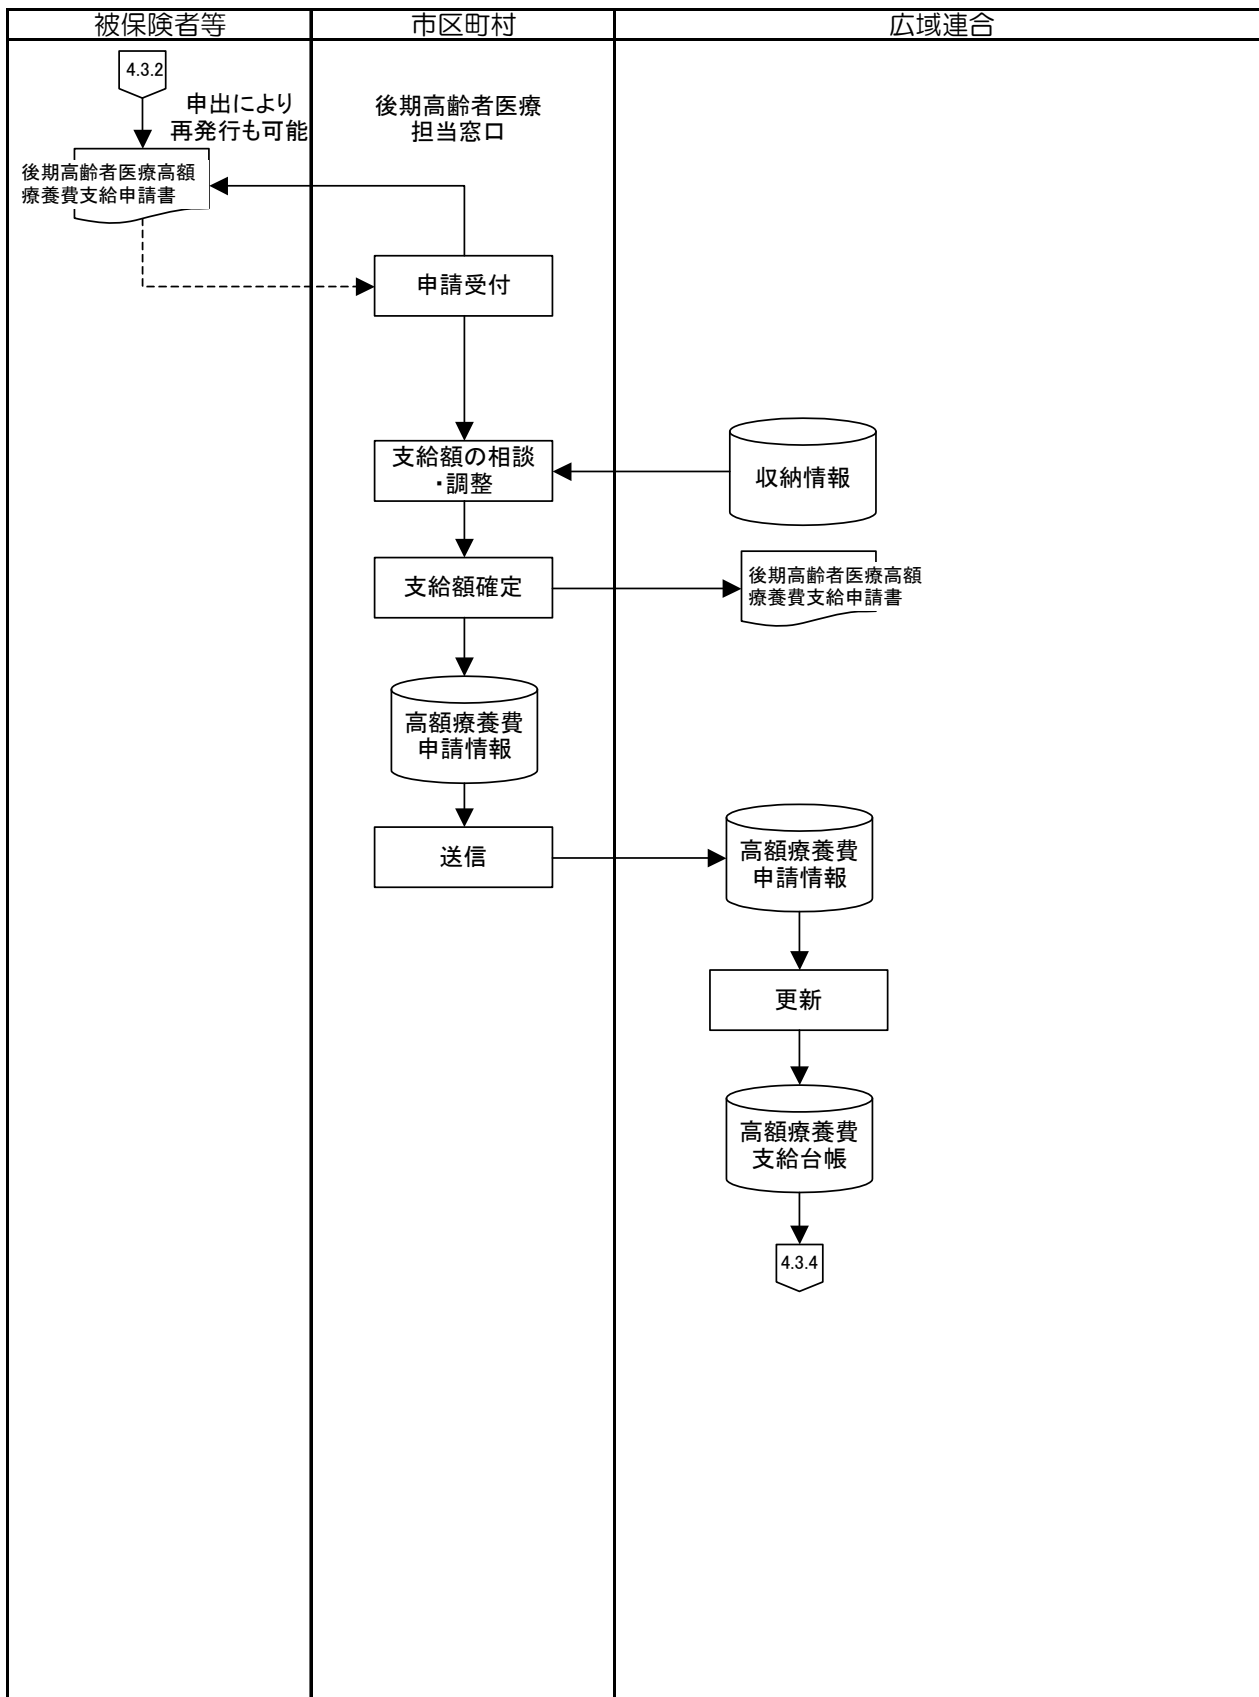 被保険者等
市区町村
広域連合
4.3.2
申出により
再発行も可能
後期高齢者医療
担当窓口
後期高齢者医療高額
療養費支給申請書
申請受付
支給額の相談
・調整
収納情報
支給額確定
後期高齢者医療高額
療養費支給申請書
高額療養費
申請情報
送信
高額療養費
申請情報
更新
高額療養費
支給台帳
4.3.4